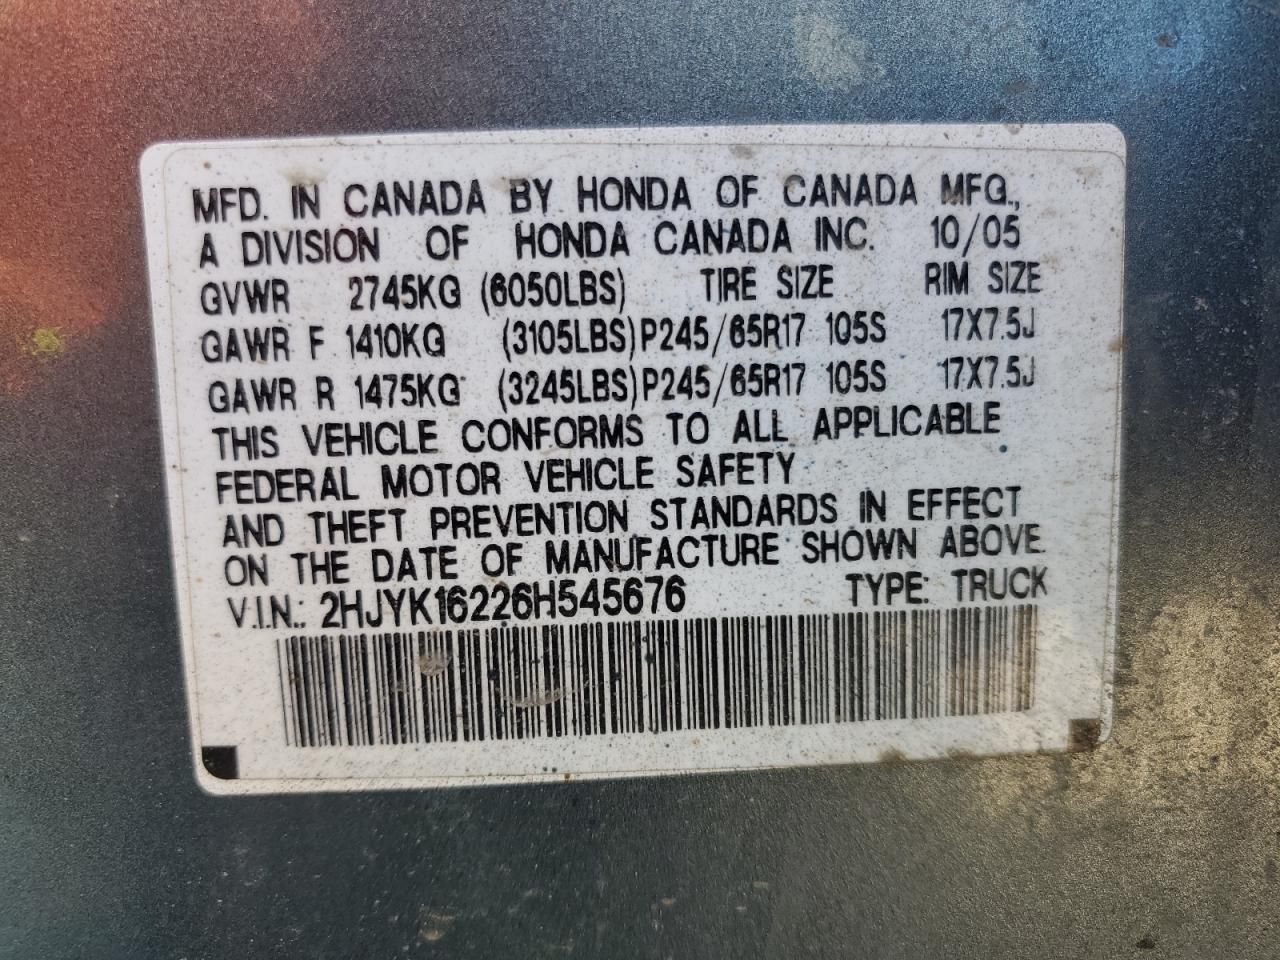 MFD. IN CANADA BY HONDA OF CANADA MFG.,
A DIVISION OF HONDA CANADA INC. 10/05
GVWR 2745KG (6050LBS) TIRE SIZE RIM SIZE
GAWR F 1410KG (3105LBS) P245/65R17 105S 17X7.5J
GAWR R 1475KG (3245LBS) P245/65R17 105S 17X7.5J
THIS VEHICLE CONFORMS TO ALL APPLICABLE
FEDERAL MOTOR VEHICLE SAFETY
AND THEFT PREVENTION STANDARDS IN EFFECT
ON THE DATE OF MANUFACTURE SHOWN ABOVE.
V.I.N.: 2HJYK16226H545676 TYPE: TRUCK